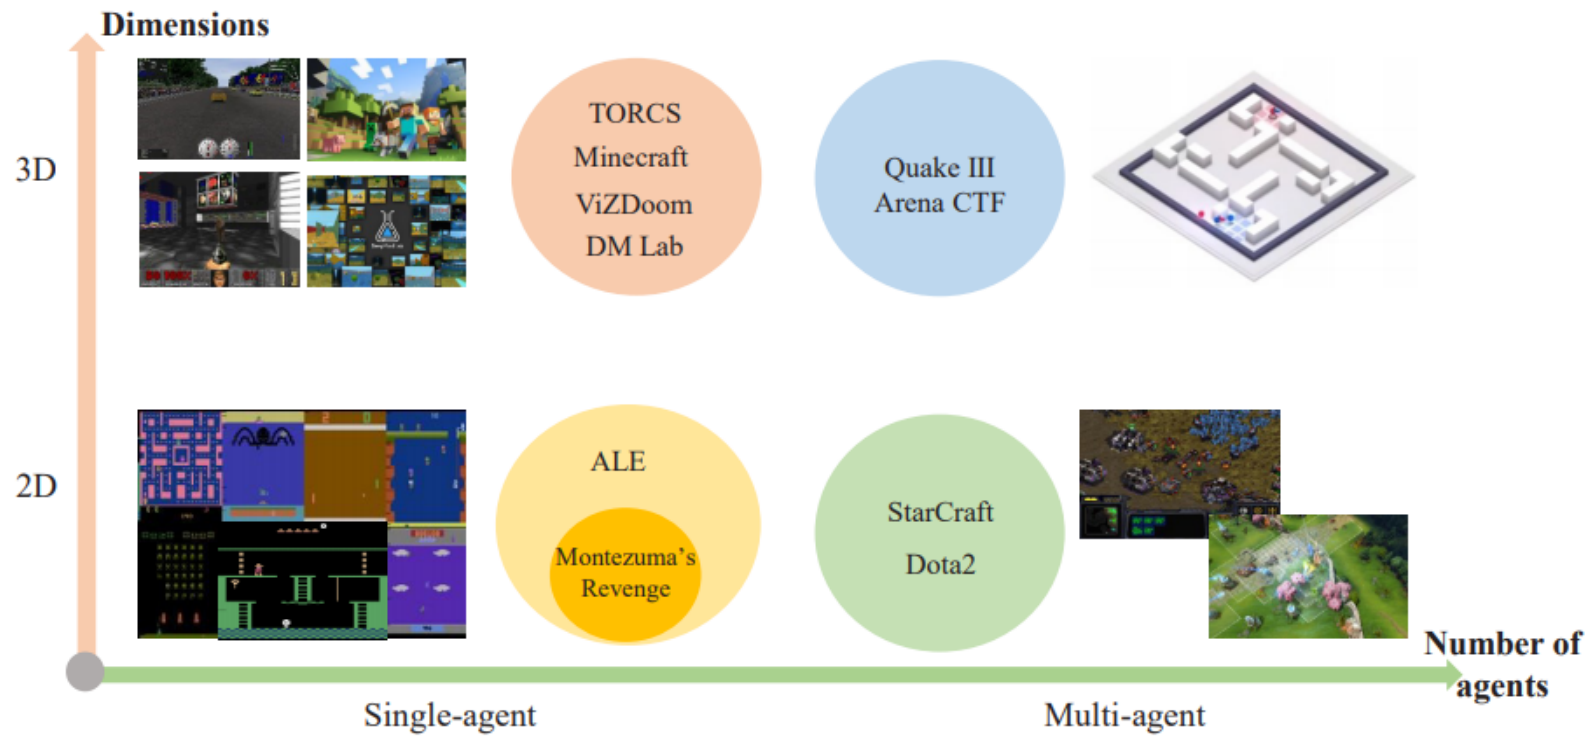 Dimensions
3D
TORCS
Minecraft
ViZDoom
DM Lab
Quake III
Arena CTF
2D
ALE
Montezuma's
Revenge
StarCraft
Dota2
Number of
agents
Single-agent
Multi-agent